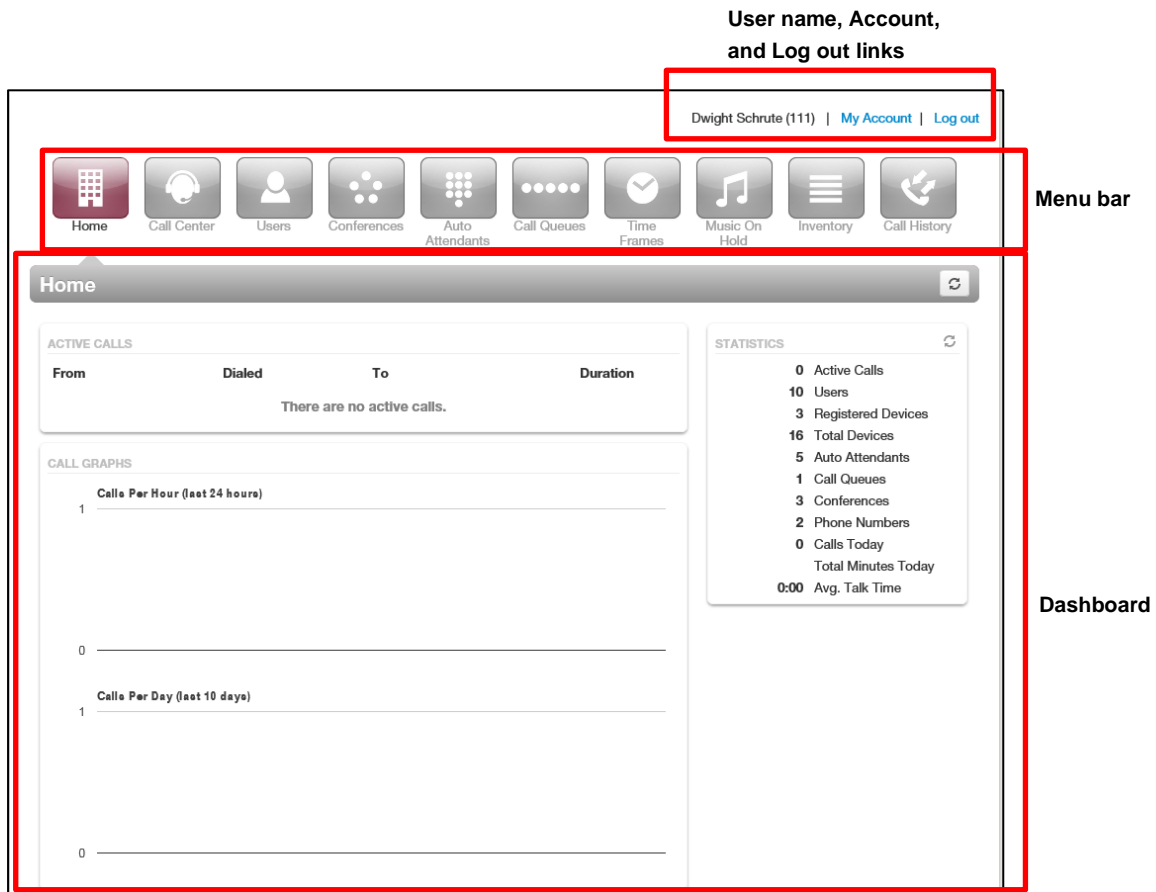 User name, Account,
and Log out links
Dwight Schrute (111) | My Account | Log out
Home
Call Center
Users
Conferences
Auto
Attendants
Call Queues
Time
Frames
Music On
Hold
Inventory
Call History
Menu bar
Home
ACTIVE CALLS
From Dialed To Duration
There are no active calls.
CALL GRAPHS
Calls Per Hour (last 24 hours)
1
0
Calls Per Day (last 10 days)
1
0
STATISTICS
0 Active Calls
10 Users
3 Registered Devices
16 Total Devices
5 Auto Attendants
1 Call Queues
3 Conferences
2 Phone Numbers
0 Calls Today
Total Minutes Today
0:00 Avg. Talk Time
Dashboard